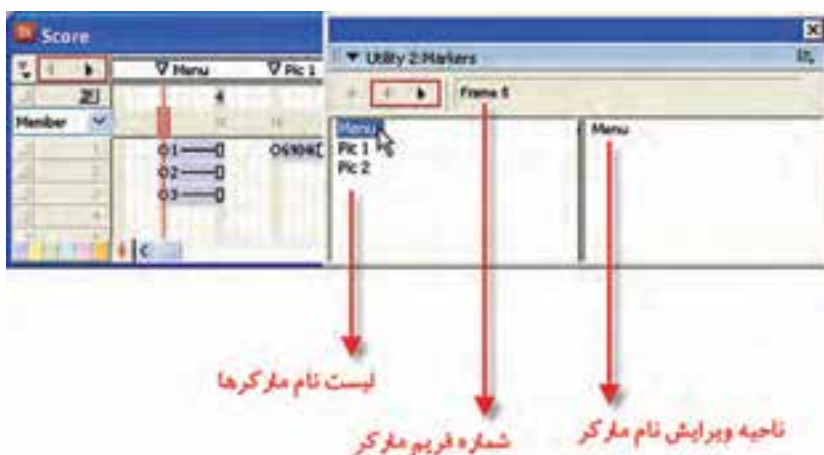 Score
Utility 2:Markers
Menu
Pic 1
Frame 6
Member
Menu
Pic 1
Pic 2
Menu
لیست نام مارکرها
شماره فریم مارکر
ناحیه ویرایش نام مارکر